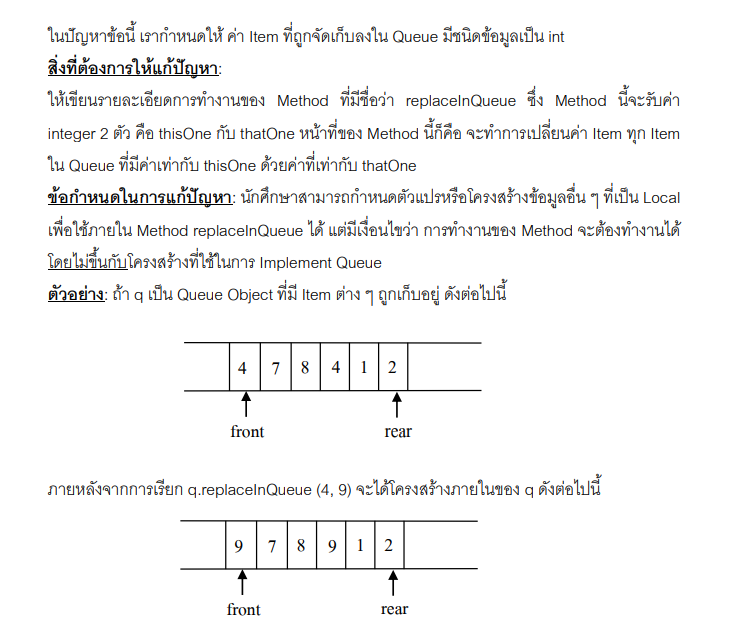 ในปัญหาข้อนี้ เรากำหนดให้ ค่า Item ที่ถูกจัดเก็บลงใน Queue มีชนิดข้อมูลเป็น int
สิ่งที่ต้องการให้แก้ปัญหา:
ให้เขียนรายละเอียดการทำงานของ Method ที่มีชื่อว่า replaceInQueue ซึ่ง Method นี้จะรับค่า
integer 2 ตัว คือ thisOne กับ thatOne หน้าที่ของ Method นี้ก็คือ จะทำการเปลี่ยนค่า Item ทุก Item
ใน Queue ที่มีค่าเท่ากับ thisOne ด้วยค่าที่เท่ากับ thatOne
ข้อกำหนดในการแก้ปัญหา: นักศึกษาสามารถกำหนดตัวแปรหรือโครงสร้างข้อมูลอื่น ๆ ที่เป็น Local
เพื่อใช้ภายใน Method replaceInQueue ได้ แต่มีเงื่อนไขว่า การทำงานของ Method จะต้องทำงานได้
โดยไม่ขึ้นกับโครงสร้างที่ใช้ในการ Implement Queue
ตัวอย่าง: ถ้า q เป็น Queue Object ที่มี Item ต่าง ๆ ถูกเก็บอยู่ ดังต่อไปนี้
4 7 8 4 1 2
front rear
ภายหลังจากการเรียก q.replaceInQueue (4, 9) จะได้โครงสร้างภายในของ q ดังต่อไปนี้
9 7 8 9 1 2
front rear